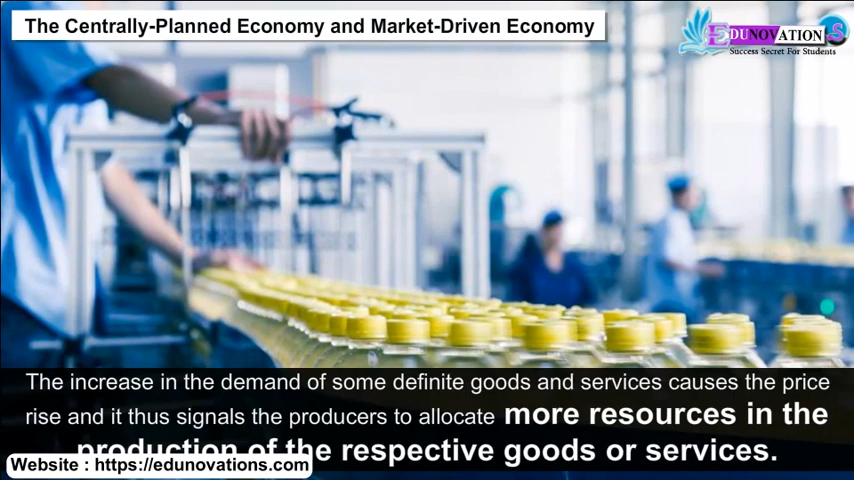 The Centrally-Planned Economy and Market-Driven Economy
EDUNOVATIONS
Success Secret For Students
The increase in the demand of some definite goods and services causes the price
rise and it thus signals the producers to allocate more resources in the
production of the respective goods or services.
Website : https://edunovations.com